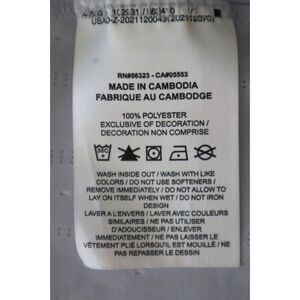 RN#56323 - CA#05553
MADE IN CAMBODIA
FABRIQUE AU CAMBODGE
100% POLYESTER
EXCLUSIVE OF DECORATION /
DECORATION NON COMPRISE
WASH INSIDE OUT / WASH WITH LIKE
COLORS / DO NOT USE SOFTENERS /
REMOVE IMMEDIATELY / DO NOT ALLOW TO
LAY ON ITSELF WHEN WET / DO NOT IRON
DESIGN
LAVER A L'ENVERS / LAVER AVEC COULEURS
SIMILAIRES / NE PAS UTILISER
D'ADOUCISSEUR / ENLEVER
IMMEDIATEMENT / NE PAS LAISSER LE
VÊTEMENT PLIÉ LORSQU'IL EST MOUILLÉ / NE
PAS REPASSER LE DESSIN